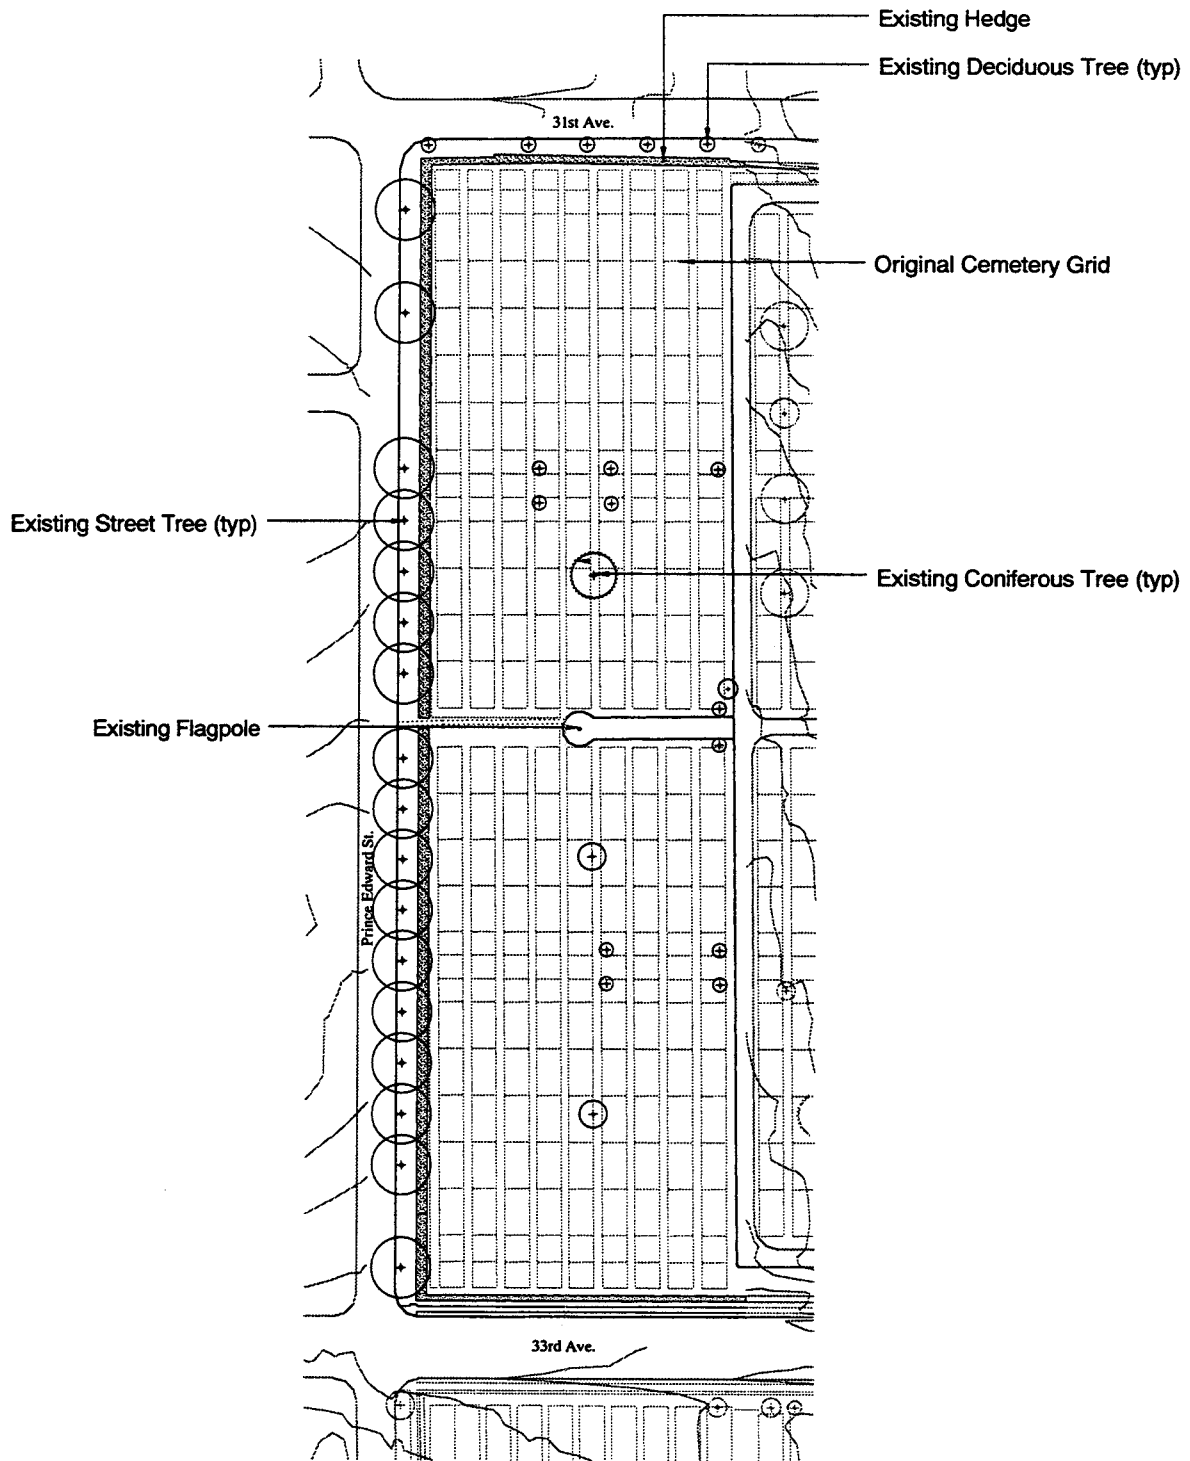 Existing Hedge
Existing Deciduous Tree (typ)
31st Ave.
Original Cemetery Grid
Existing Street Tree (typ)
Existing Coniferous Tree (typ)
Existing Flagpole
Prince Edward St.
33rd Ave.